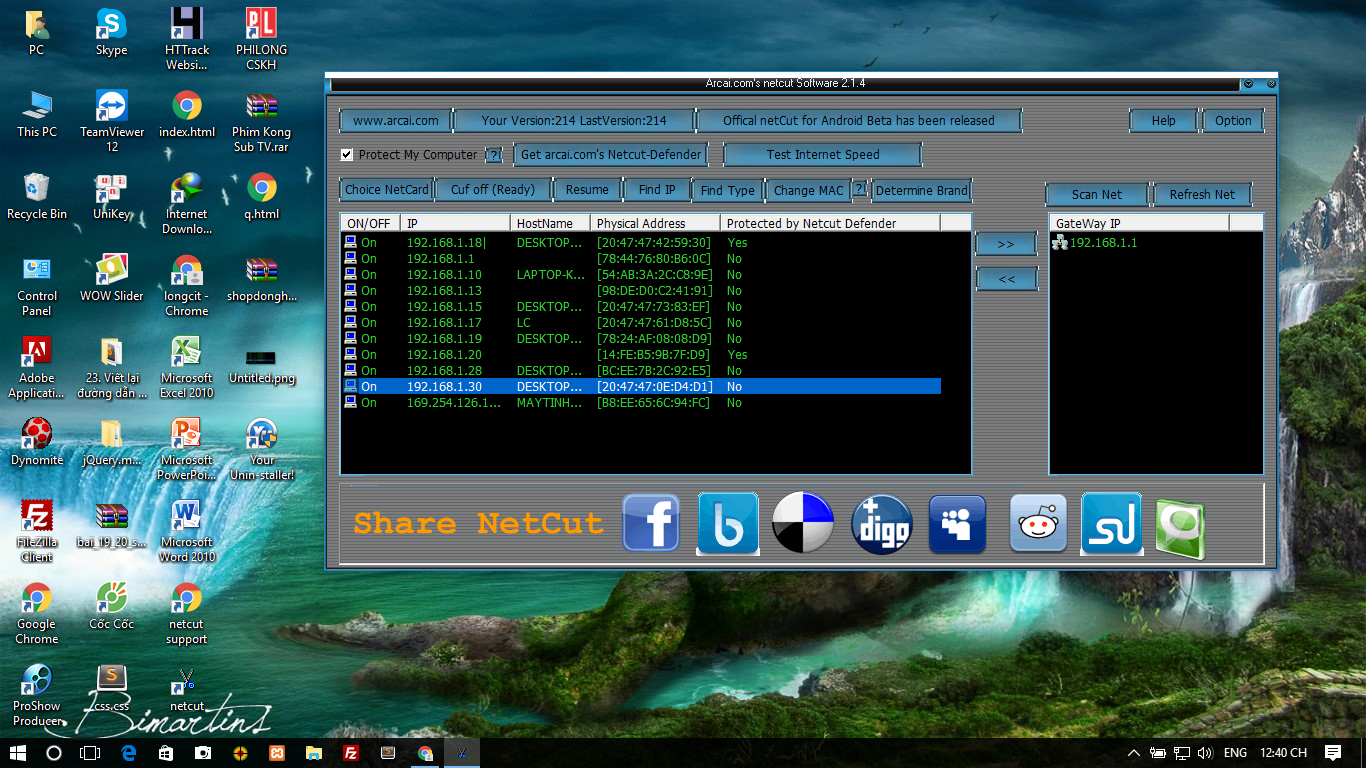 PC
Skype
HTTrack
Websi...
PHILONG
CSKH
This PC
TeamViewer
12
index.html
Phim Kong
Sub TV.rar
Recycle Bin
UniKey
Internet
Downlo...
q.html
Control
Panel
WOW Slider
longcit -
Chrome
shopdongh...
Adobe
Applicati...
23. Viết lại
đường dẫn ...
Microsoft
Excel 2010
Untitled.png
Dynomite
jQuery.m...
Microsoft
PowerPoi...
Your
Unin-staller!
FileZilla
Client
bai_19_20_s...
Microsoft
Word 2010
Google
Chrome
Cốc Cốc
netcut
support
ProShow
Producer
css.css
netcut
Bimartins
Arcai.com's netcut Software 2.1.4
www.arcai.com
Your Version:214 LastVersion:214
Offical netCut for Android Beta has been released
Help
Option
Protect My Computer
?
Get arcai.com's Netcut-Defender
Test Internet Speed
Choice NetCard
Cuf off (Ready)
Resume
Find IP
Find Type
Change MAC
?
Determine Brand
Scan Net
Refresh Net
ON/OFF IP HostName Physical Address Protected by Netcut Defender
On 192.168.1.18| DESKTOP... [20:47:47:42:59:30] Yes
On 192.168.1.1 [78:44:76:80:B6:0C] No
On 192.168.1.10 LAPTOP-K... [54:AB:3A:2C:C8:9E] No
On 192.168.1.13 [98:DE:D0:C2:41:91] No
On 192.168.1.15 DESKTOP... [20:47:47:73:83:EF] No
On 192.168.1.17 LC [20:47:47:61:D8:5C] No
On 192.168.1.19 DESKTOP... [78:24:AF:08:08:D9] No
On 192.168.1.20 [14:FE:B5:9B:7F:D9] Yes
On 192.168.1.28 DESKTOP... [BC:EE:7B:2C:92:E5] No
On 192.168.1.30 DESKTOP... [20:47:47:0E:D4:D1] No
On 169.254.126.1... MAYTINH... [B8:EE:65:6C:94:FC] No
>>
<<
GateWay IP
192.168.1.1
Share NetCut
f
b
+
digg
ENG
12:40 CH